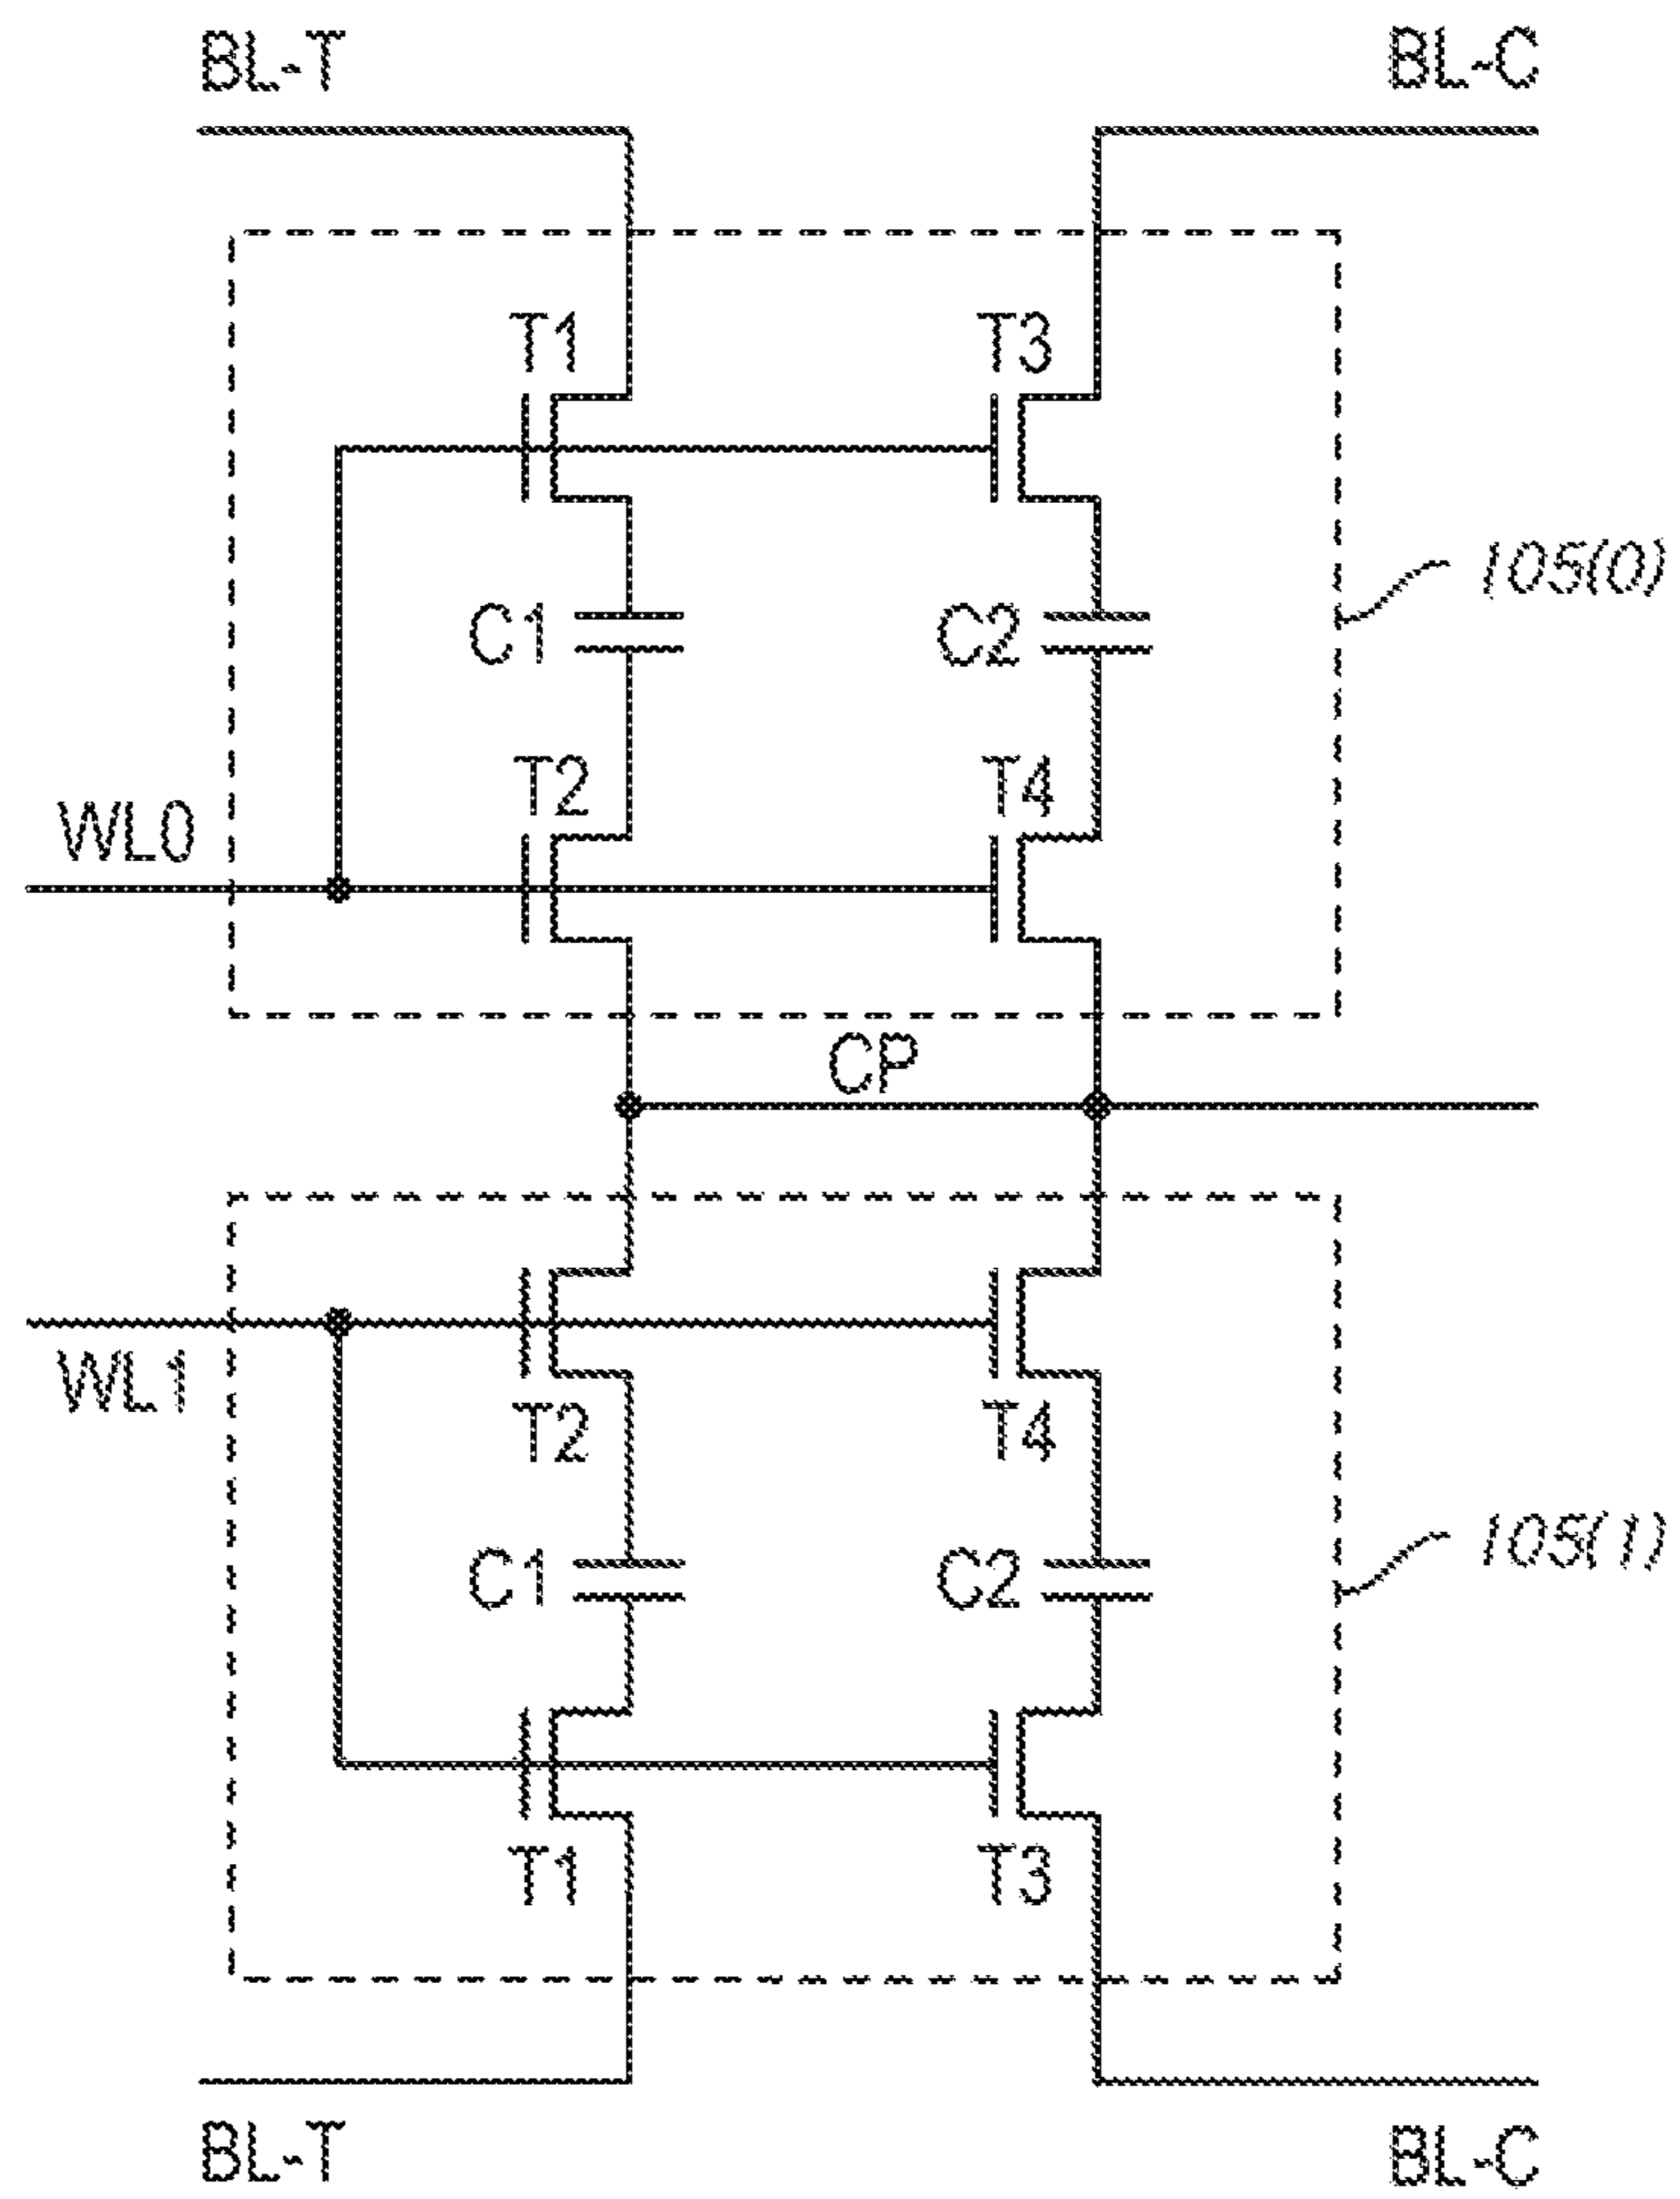 BL-T BL-C
T1 T3
105(0)
C1 C2
T2 T4
WL0
CP
WL1
T2 T4
105(1)
C1 C2
T1 T3
BL-T BL-C